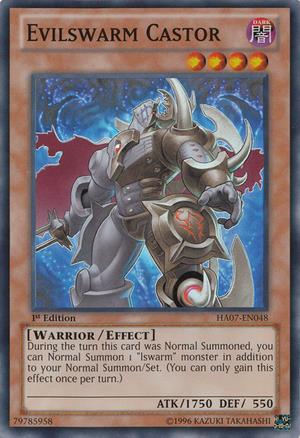 EVILSWARM CASTOR
DARK
闇
1st Edition
HA07-EN048
[WARRIOR / EFFECT]
During the turn this card was Normal Summoned, you
can Normal Summon 1 "lswarm" monster in addition
to your Normal Summon/Set. (You can only gain this
effect once per turn.)
ATK/1750 DEF/ 550
79785958
©1996 KAZUKI TAKAHASHI